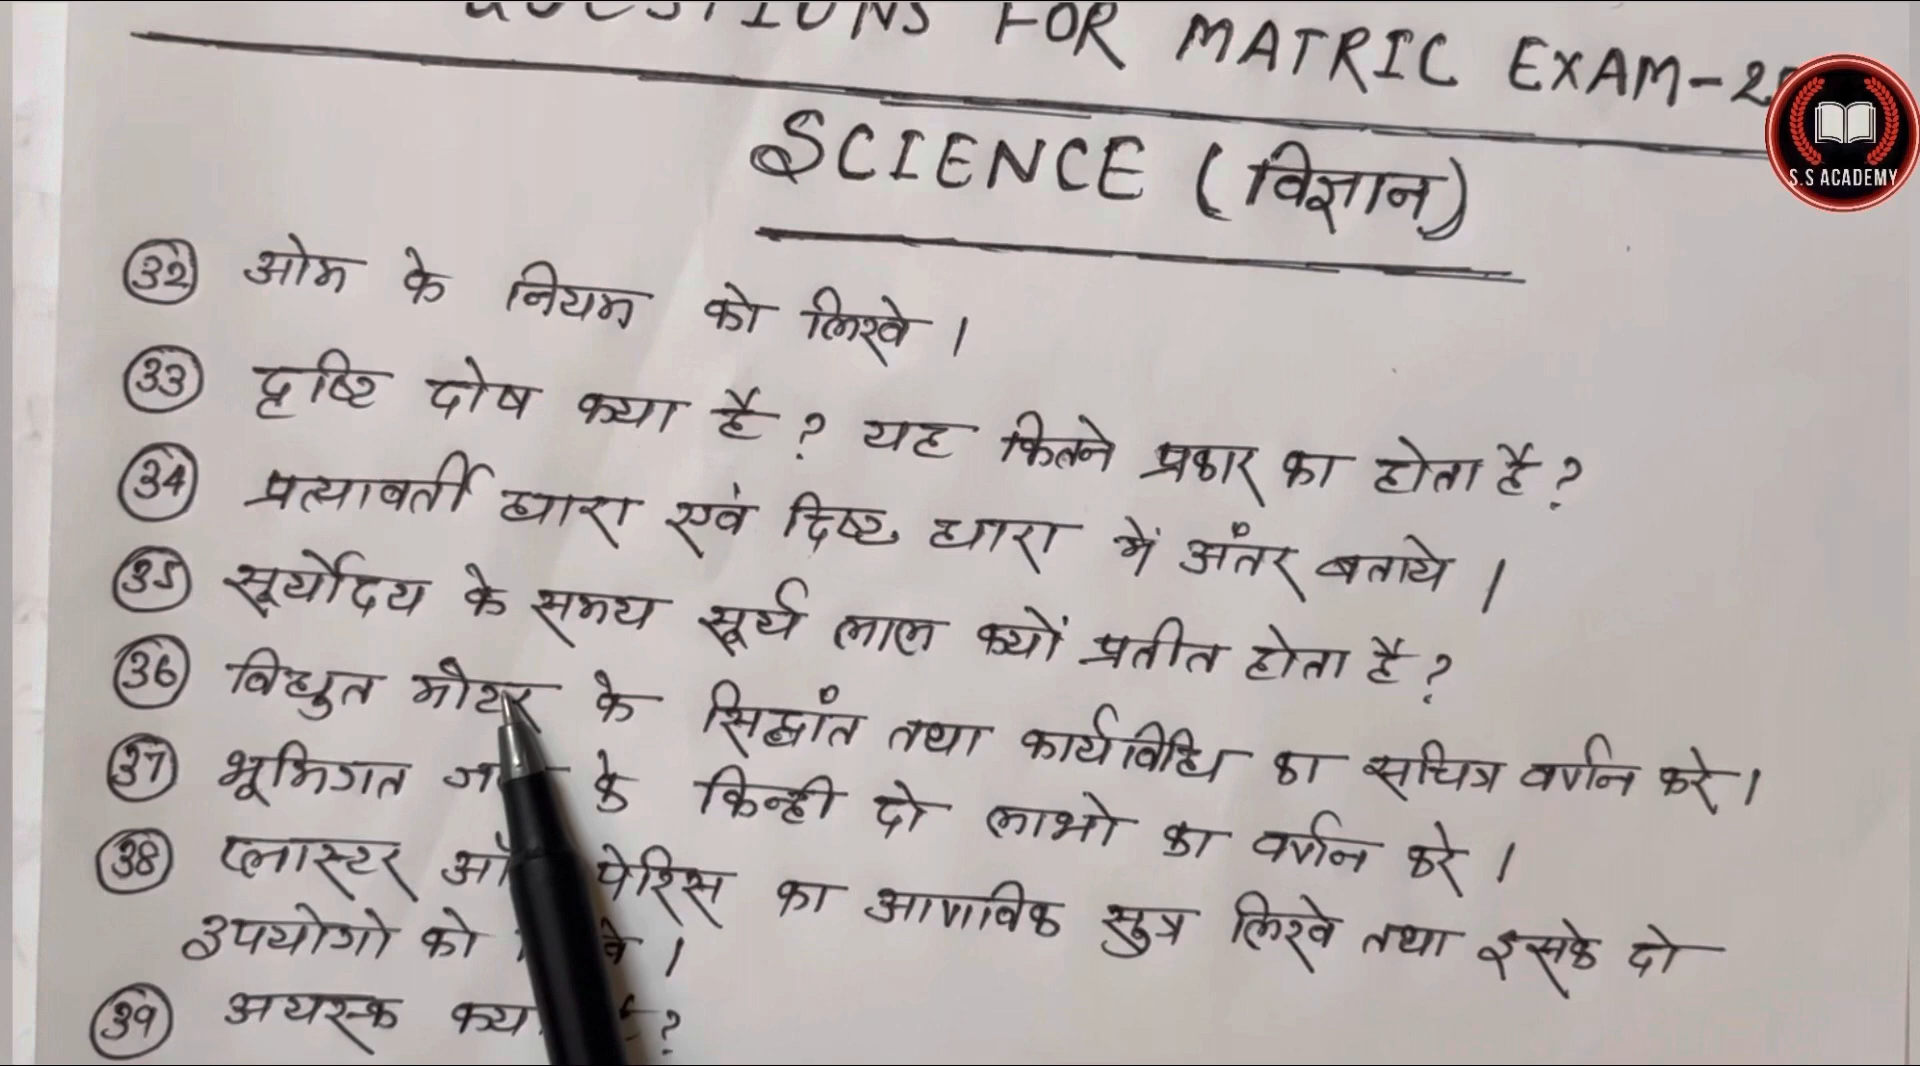 QUESTIONS FOR MATRIC EXAM-2
SCIENCE (विज्ञान)
S.S ACADEMY
32 ओम के नियम को लिखे ।
33 दृष्टि दोष क्या है ? यह कितने प्रकार का होता है ?
34 प्रत्यावर्ती धारा एवं दिष्ट धारा में अंतर बताये ।
35 सूर्योदय के समय सूर्य लाल क्यों प्रतीत होता है ?
36 विधुत मोटर के सिद्धांत तथा कार्यविधि का सचित्र वर्णन करे ।
37 भूमिगत के किन्ही दो लाभो का वर्णन करे ।
38 प्लास्टर पेरिस का आणविक सुत्र लिखे तथा इसके दो
उपयोगो को ।
39 अयस्क ?